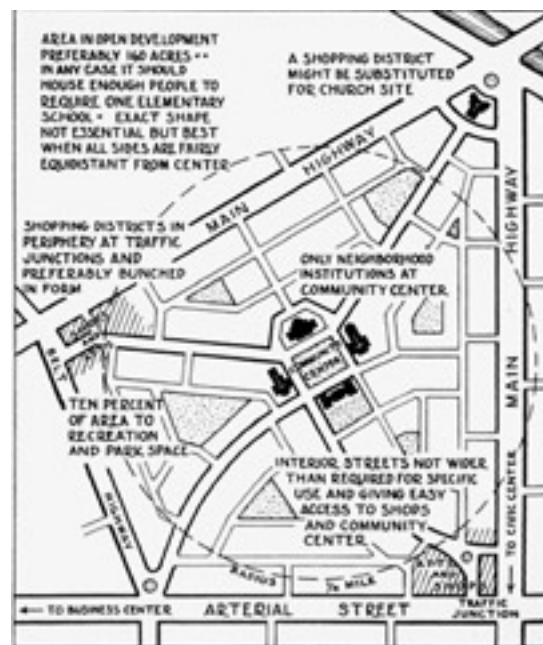 AREA IN OPEN DEVELOPMENT
PREFERABLY 160 ACRES ··
IN ANY CASE IT SHOULD
HOUSE ENOUGH PEOPLE TO
REQUIRE ONE ELEMENTARY
SCHOOL · EXACT SHAPE
NOT ESSENTIAL BUT BEST
WHEN ALL SIDES ARE FAIRLY
EQUIDISTANT FROM CENTER
A SHOPPING DISTRICT
MIGHT BE SUBSTITUTED
FOR CHURCH SITE
MAIN HIGHWAY
HIGHWAY
MAIN
SHOPPING DISTRICTS IN
PERIPHERY AT TRAFFIC
JUNCTIONS AND
PREFERABLY BUNCHED
IN FORM
ONLY NEIGHBORHOOD
INSTITUTIONS AT
COMMUNITY CENTER
BELT
HIGHWAY
TEN PERCENT
OF AREA TO
RECREATION
AND PARK SPACE
INTERIOR STREETS NOT WIDER
THAN REQUIRED FOR SPECIFIC
USE AND GIVING EASY
ACCESS TO SHOPS
AND COMMUNITY
CENTER
TO CIVIC CENTER
RADIUS
MILE
TO BUSINESS CENTER
ARTERIAL STREET
TRAFFIC
JUNCTION